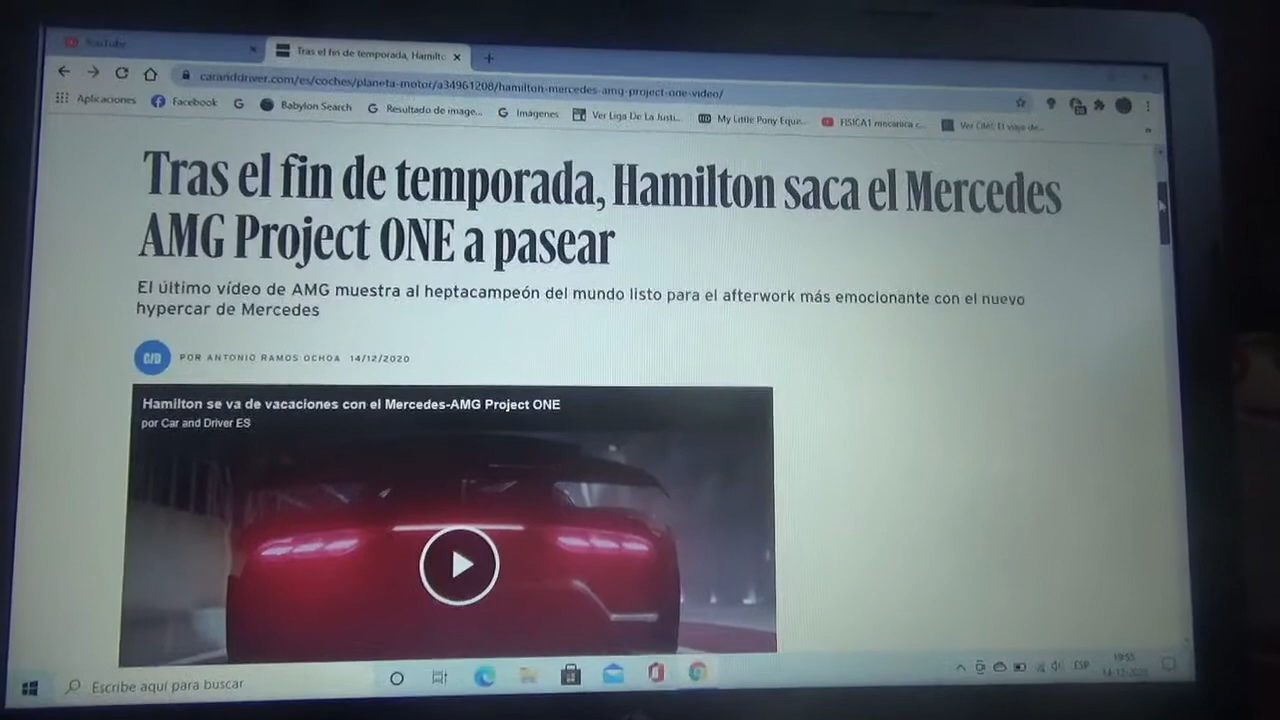 YouTube
Tras el fin de temporada, Hamilto
caranddriver.com/es/coches/planeta-motor/a34961208/hamilton-mercedes-amg-project-one-video/
Aplicaciones Facebook Babylon Search Resultado de image... Imágenes Ver Liga De La Justi... My Little Pony Eque... FISICA1 mecanica c...
Tras el fin de temporada, Hamilton saca el Mercedes
AMG Project ONE a pasear
El último vídeo de AMG muestra al heptacampeón del mundo listo para el afterwork más emocionante con el nuevo
hypercar de Mercedes
C/D POR ANTONIO RAMOS OCHOA 14/12/2020
Hamilton se va de vacaciones con el Mercedes-AMG Project ONE
por Car and Driver ES
Escribe aquí para buscar
ESP
19:55